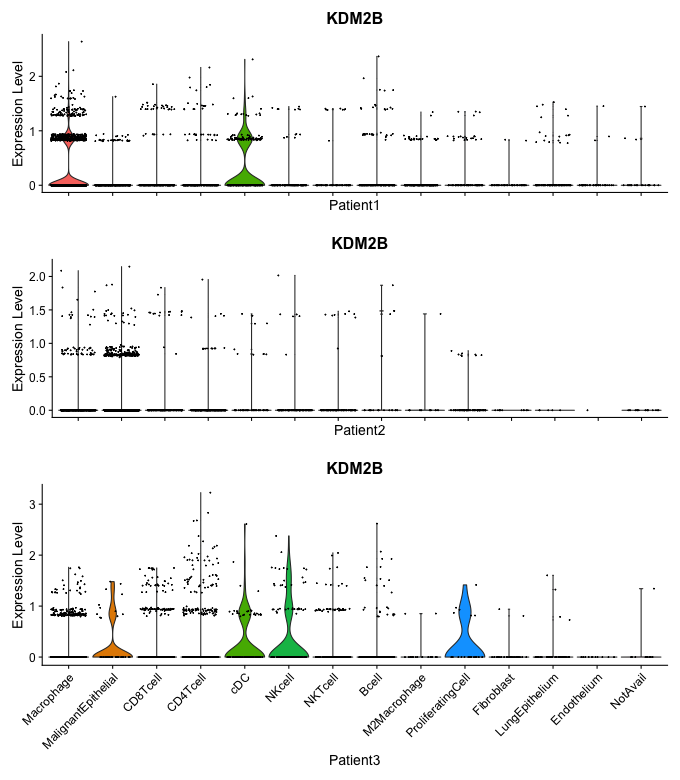 KDM2B
Expression Level
2
1
0
Patient1
KDM2B
Expression Level
2.0
1.5
1.0
0.5
0.0
Patient2
KDM2B
Expression Level
3
2
1
0
Macrophage
MalignantEpithelial
CD8Tcell
CD4Tcell
cDC
NKcell
NKTcell
Bcell
M2Macrophage
ProliferatingCell
Fibroblast
LungEpithelium
Endothelium
NotAvail
Patient3